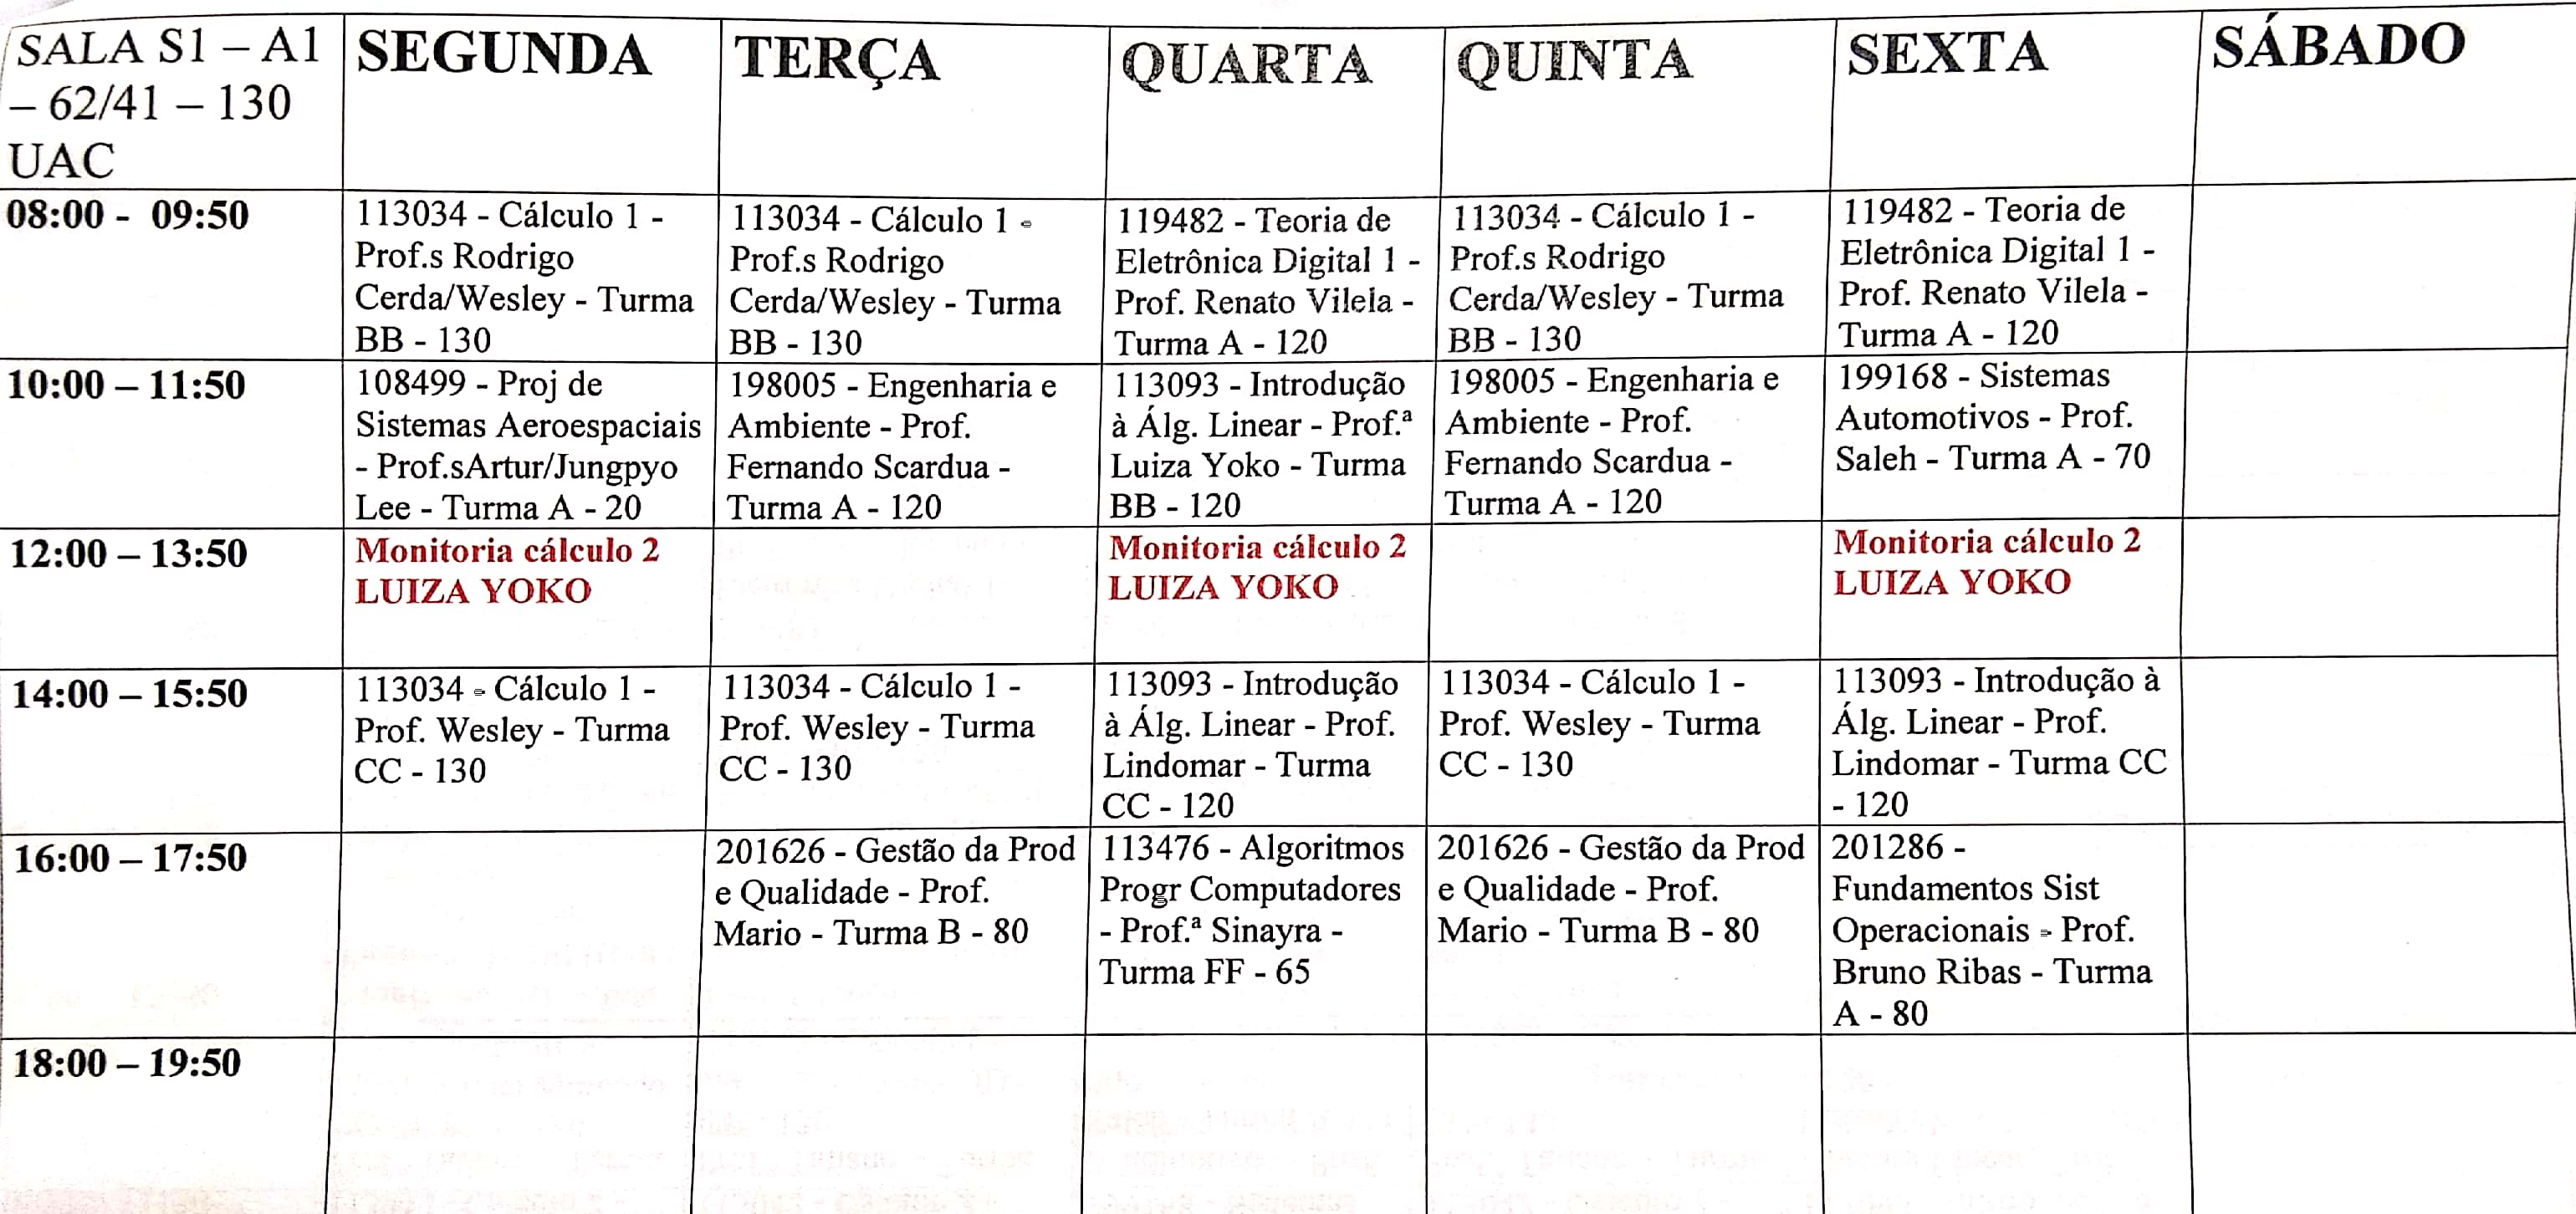 SALA S1 – A1
– 62/41 – 130
UAC
SEGUNDA
TERÇA
QUARTA
QUINTA
SEXTA
SÁBADO
08:00 - 09:50
113034 - Cálculo 1 -
Prof.s Rodrigo
Cerda/Wesley - Turma
BB - 130
113034 - Cálculo 1 -
Prof.s Rodrigo
Cerda/Wesley - Turma
BB - 130
119482 - Teoria de
Eletrônica Digital 1 -
Prof. Renato Vilela -
Turma A - 120
113034 - Cálculo 1 -
Prof.s Rodrigo
Cerda/Wesley - Turma
BB - 130
119482 - Teoria de
Eletrônica Digital 1 -
Prof. Renato Vilela -
Turma A - 120
10:00 – 11:50
108499 - Proj de
Sistemas Aeroespaciais
- Prof.sArtur/Jungpyo
Lee - Turma A - 20
198005 - Engenharia e
Ambiente - Prof.
Fernando Scardua -
Turma A - 120
113093 - Introdução
à Álg. Linear - Prof.ª
Luiza Yoko - Turma
BB - 120
198005 - Engenharia e
Ambiente - Prof.
Fernando Scardua -
Turma A - 120
199168 - Sistemas
Automotivos - Prof.
Saleh - Turma A - 70
12:00 – 13:50
Monitoria cálculo 2
LUIZA YOKO
Monitoria cálculo 2
LUIZA YOKO
Monitoria cálculo 2
LUIZA YOKO
14:00 – 15:50
113034 - Cálculo 1 -
Prof. Wesley - Turma
CC - 130
113034 - Cálculo 1 -
Prof. Wesley - Turma
CC - 130
113093 - Introdução
à Álg. Linear - Prof.
Lindomar - Turma
CC - 120
113034 - Cálculo 1 -
Prof. Wesley - Turma
CC - 130
113093 - Introdução à
Álg. Linear - Prof.
Lindomar - Turma CC
- 120
16:00 – 17:50
201626 - Gestão da Prod
e Qualidade - Prof.
Mario - Turma B - 80
113476 - Algoritmos
Progr Computadores
- Prof.ª Sinayra -
Turma FF - 65
201626 - Gestão da Prod
e Qualidade - Prof.
Mario - Turma B - 80
201286 -
Fundamentos Sist
Operacionais - Prof.
Bruno Ribas - Turma
A - 80
18:00 – 19:50